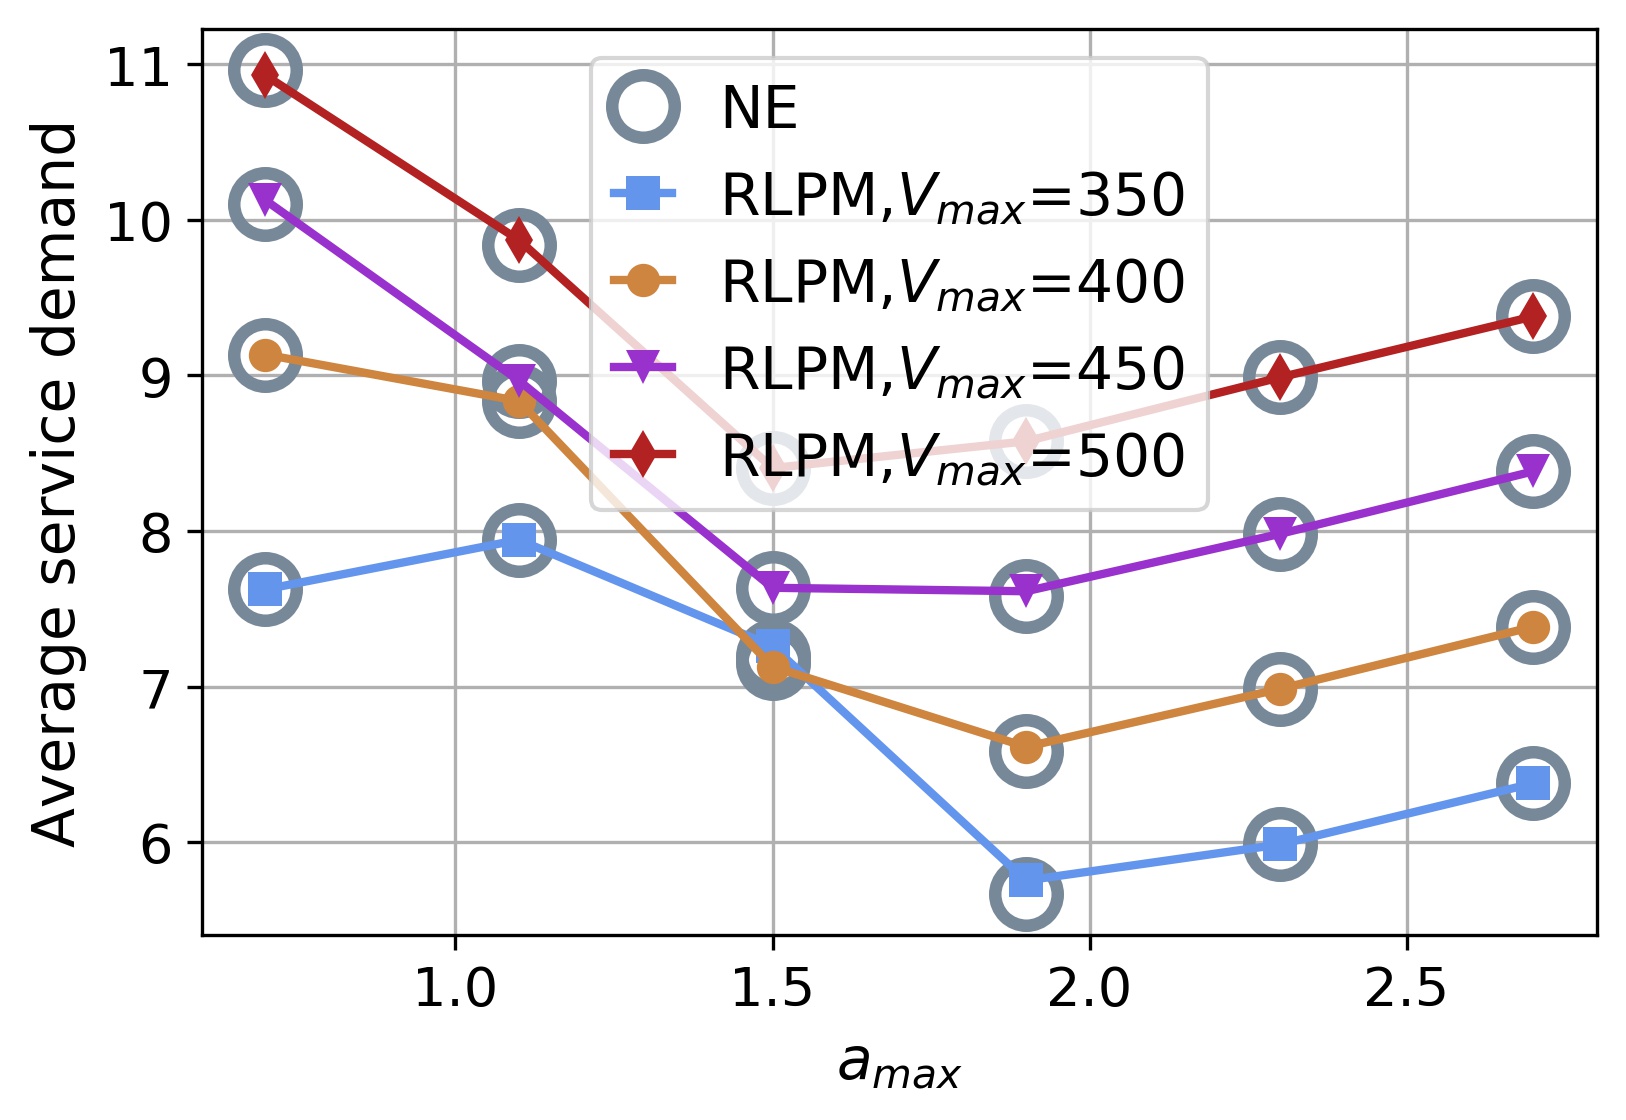 Average service demand
11
10
9
8
7
6
NE
RLPM,Vmax=350
RLPM,Vmax=400
RLPM,Vmax=450
RLPM,Vmax=500
1.0 1.5 2.0 2.5
amax